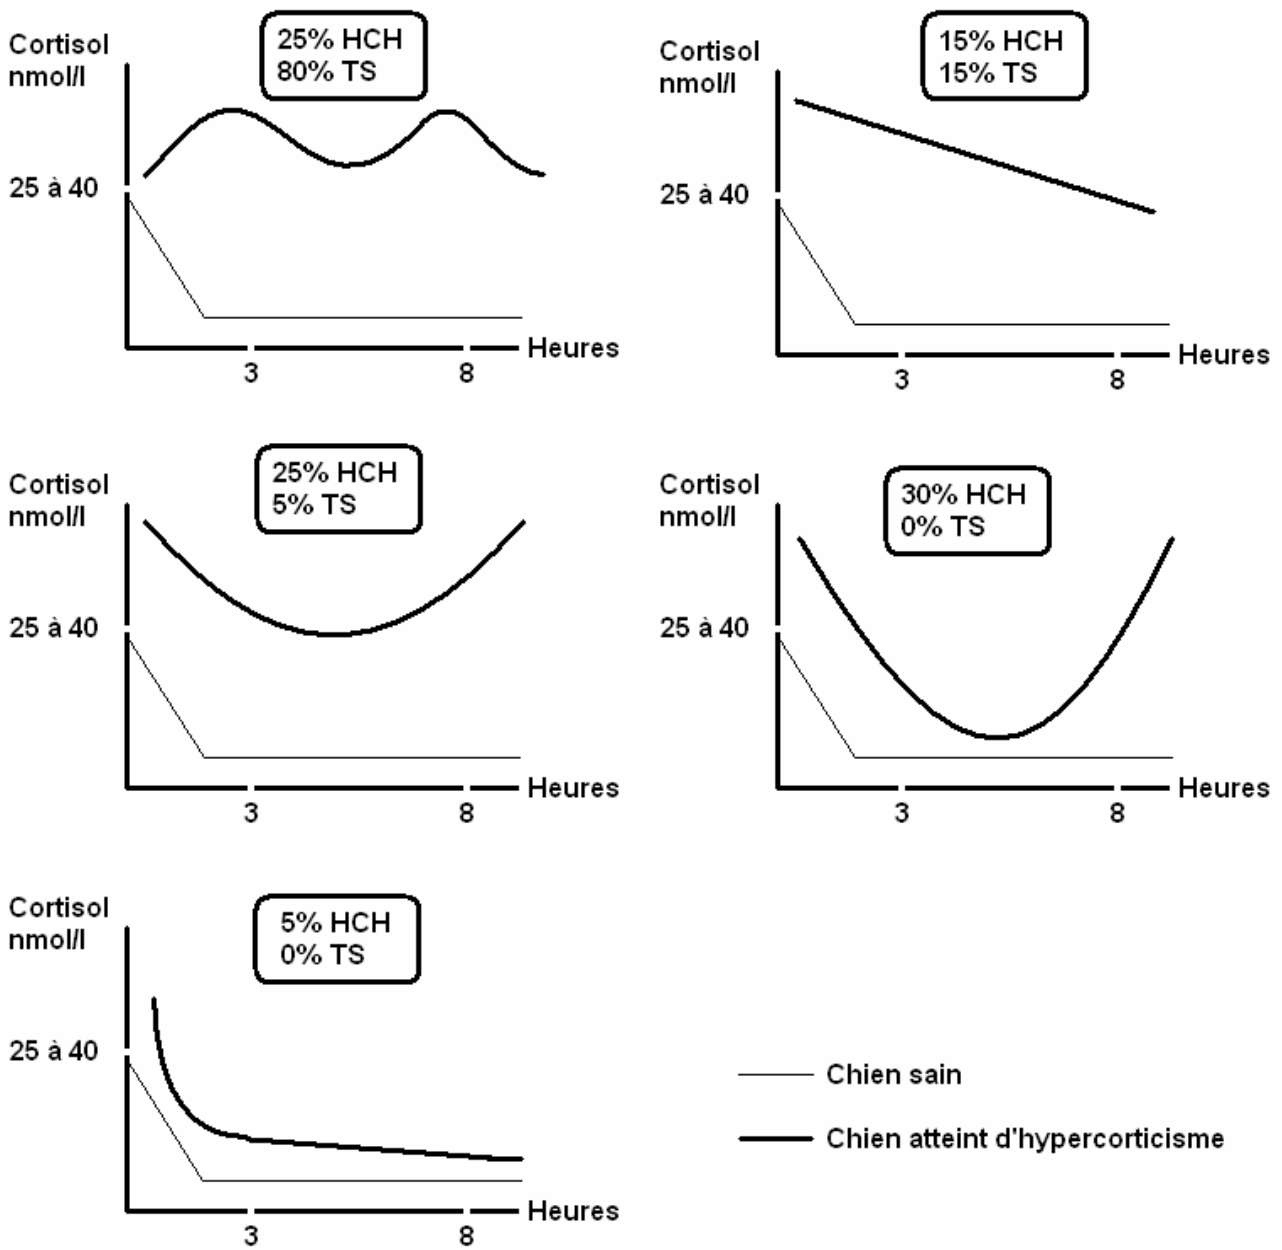 Cortisol
nmol/l
25% HCH
80% TS
25 à 40
3
8
Heures
Cortisol
nmol/l
15% HCH
15% TS
25 à 40
3
8
Heures
Cortisol
nmol/l
25% HCH
5% TS
25 à 40
3
8
Heures
Cortisol
nmol/l
30% HCH
0% TS
25 à 40
3
8
Heures
Cortisol
nmol/l
5% HCH
0% TS
25 à 40
3
8
Heures
Chien sain
Chien atteint d'hypercorticisme